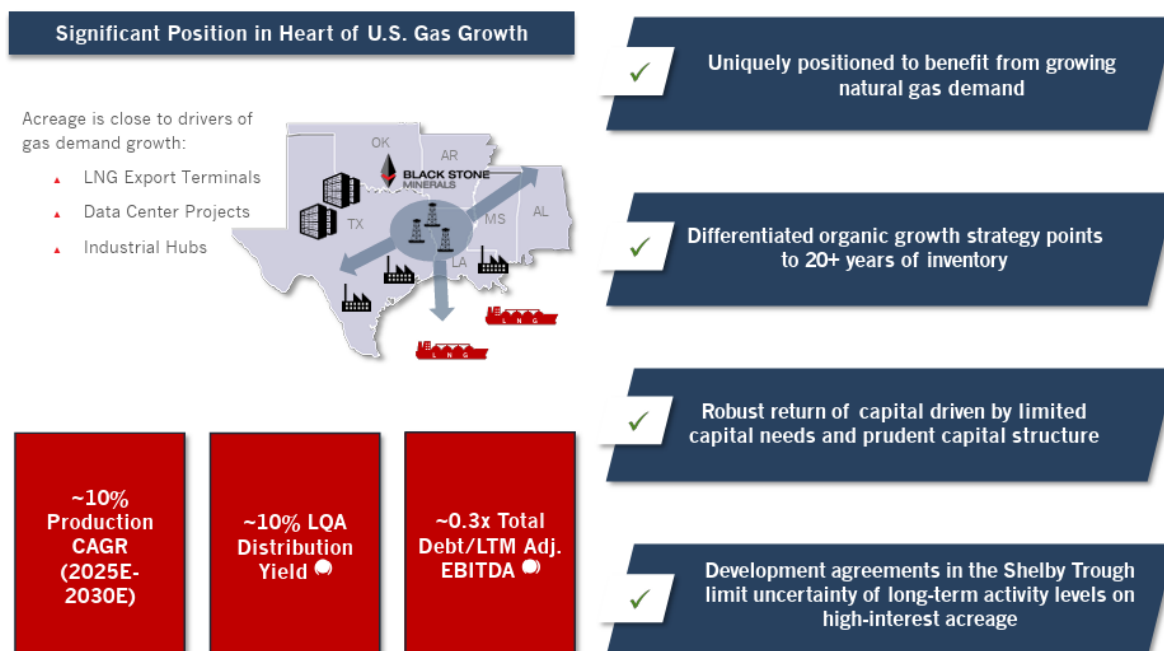 Significant Position in Heart of U.S. Gas Growth
Acreage is close to drivers of
gas demand growth:
LNG Export Terminals
Data Center Projects
Industrial Hubs
OK
AR
BLACK STONE
MINERALS
TX
MS
AL
LA
L N G
L N G
~10%
Production
CAGR
(2025E-
2030E)
~10% LQA
Distribution
Yield
~0.3x Total
Debt/LTM Adj.
EBITDA
Uniquely positioned to benefit from growing
natural gas demand
Differentiated organic growth strategy points
to 20+ years of inventory
Robust return of capital driven by limited
capital needs and prudent capital structure
Development agreements in the Shelby Trough
limit uncertainty of long-term activity levels on
high-interest acreage